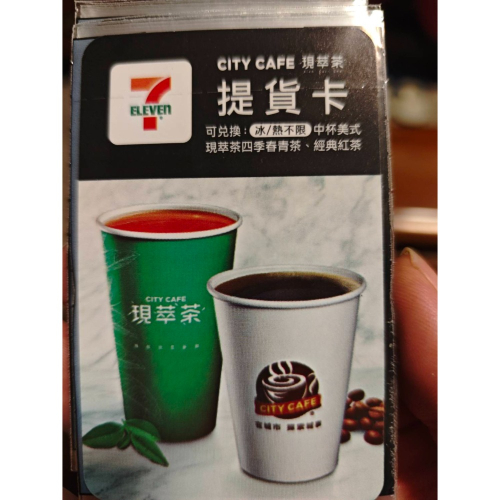 CITY CAFE 現萃茶
7
ELEVEN
提貨卡
可兑換：冰/熱不限 中杯美式
現萃茶四季春青茶、經典紅茶
CITY CAFE
現萃茶
CITY CAFE